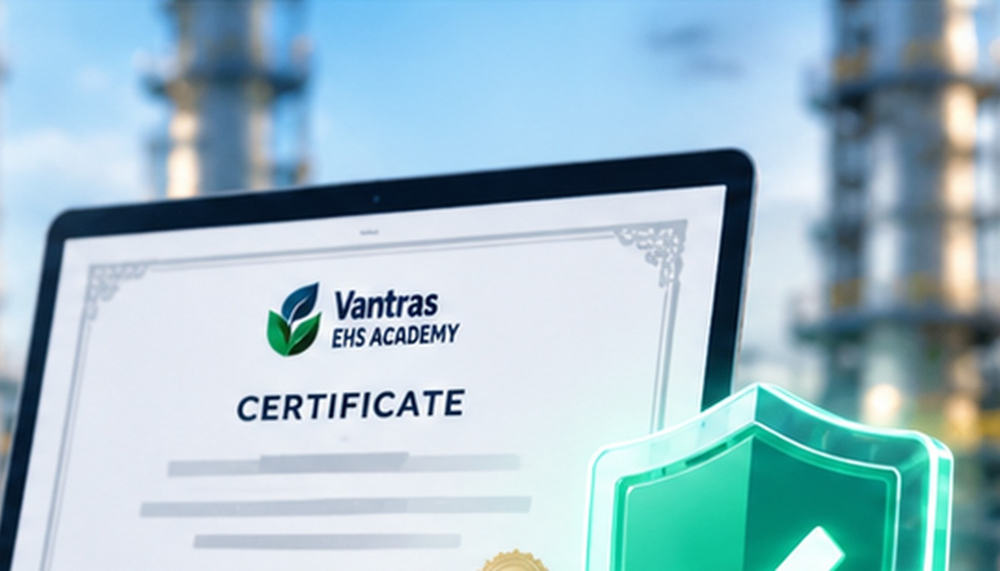 Vantras
EHS ACADEMY
CERTIFICATE